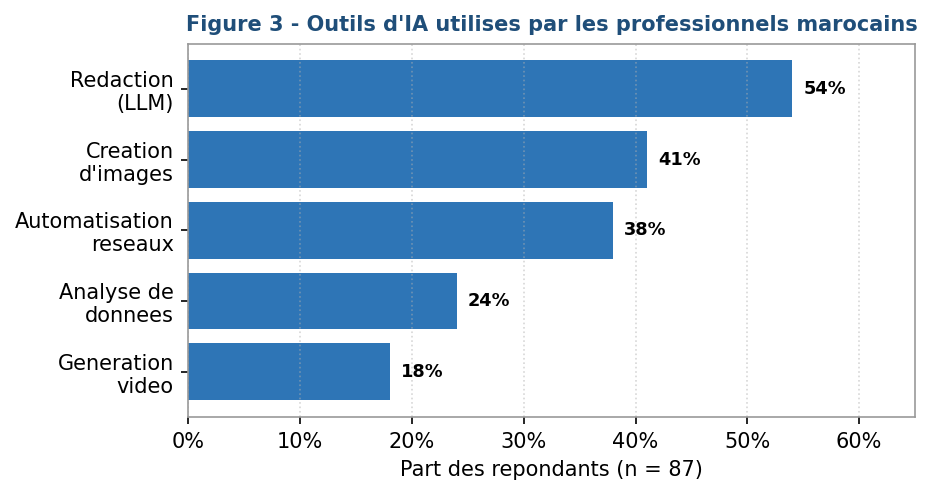 Figure 3 - Outils d'IA utilises par les professionnels marocains
Redaction
(LLM)
54%
Creation
d'images
41%
Automatisation
reseaux
38%
Analyse de
donnees
24%
Generation
video
18%
0% 10% 20% 30% 40% 50% 60%
Part des repondants (n = 87)